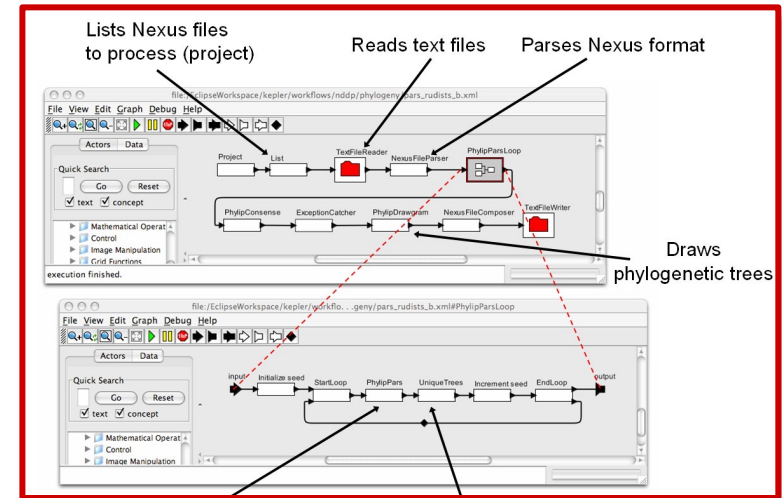 Lists Nexus files
to process (project)
Reads text files
Parses Nexus format
file:/EclipseWorkspace/kepler/workflows/nddp/phylogeny/pars_rudists_b.xml
File View Edit Graph Debug Help
Actors Data
Quick Search
Go Reset
text concept
Mathematical Operat
Control
Image Manipulation
Grid Functions
execution finished.
Project List TextFileReader NexusFileParser PhylipParsLoop
PhylipConsense ExceptionCatcher PhylipDrawgram NexusFileComposer TextFileWriter
Draws
phylogenetic trees
file:/EclipseWorkspace/kepler/workflo. . .geny/pars_rudists_b.xml#PhylipParsLoop
File View Edit Graph Debug Help
Actors Data
Quick Search
Go Reset
text concept
Mathematical Operat
Control
Image Manipulation
input Initialize seed StartLoop PhylipPars UniqueTrees Increment seed EndLoop output